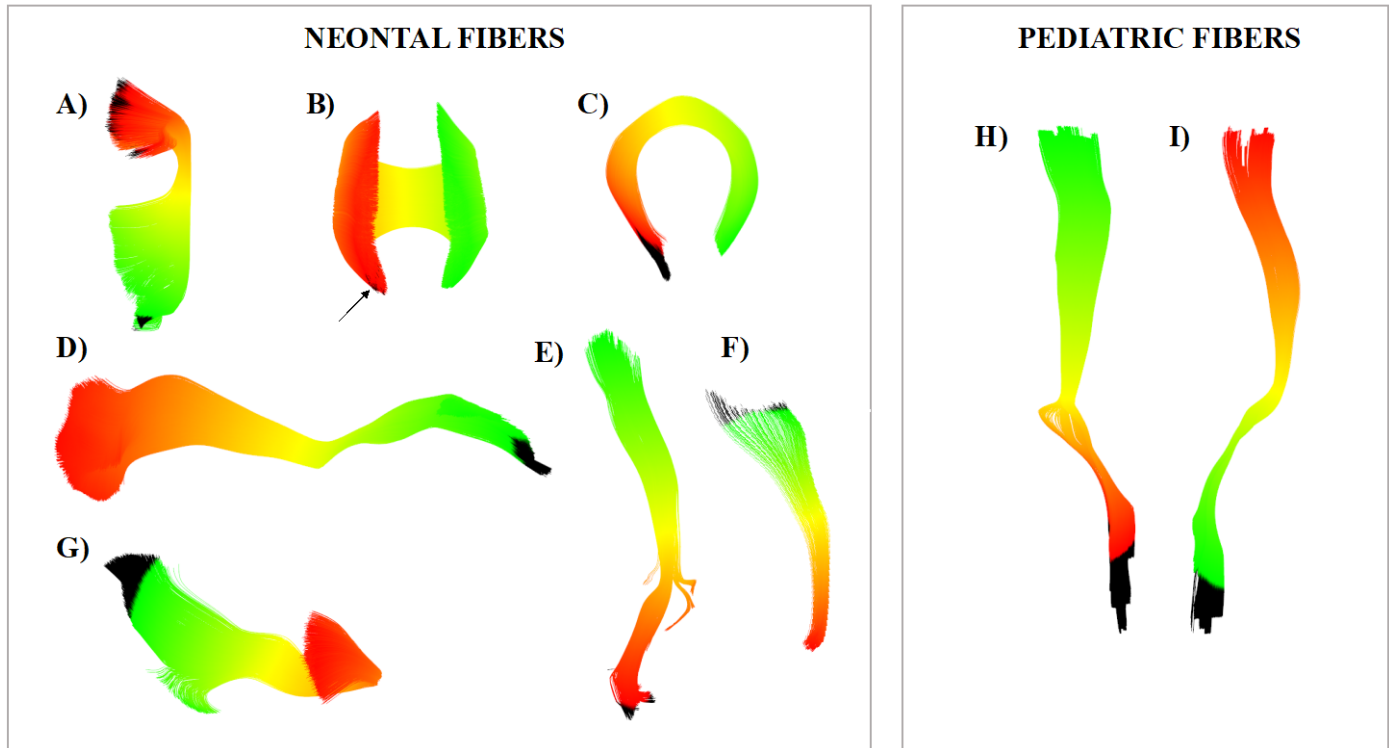 NEONTAL FIBERS
A)
B)
C)
D)
E)
F)
G)
PEDIATRIC FIBERS
H)
I)